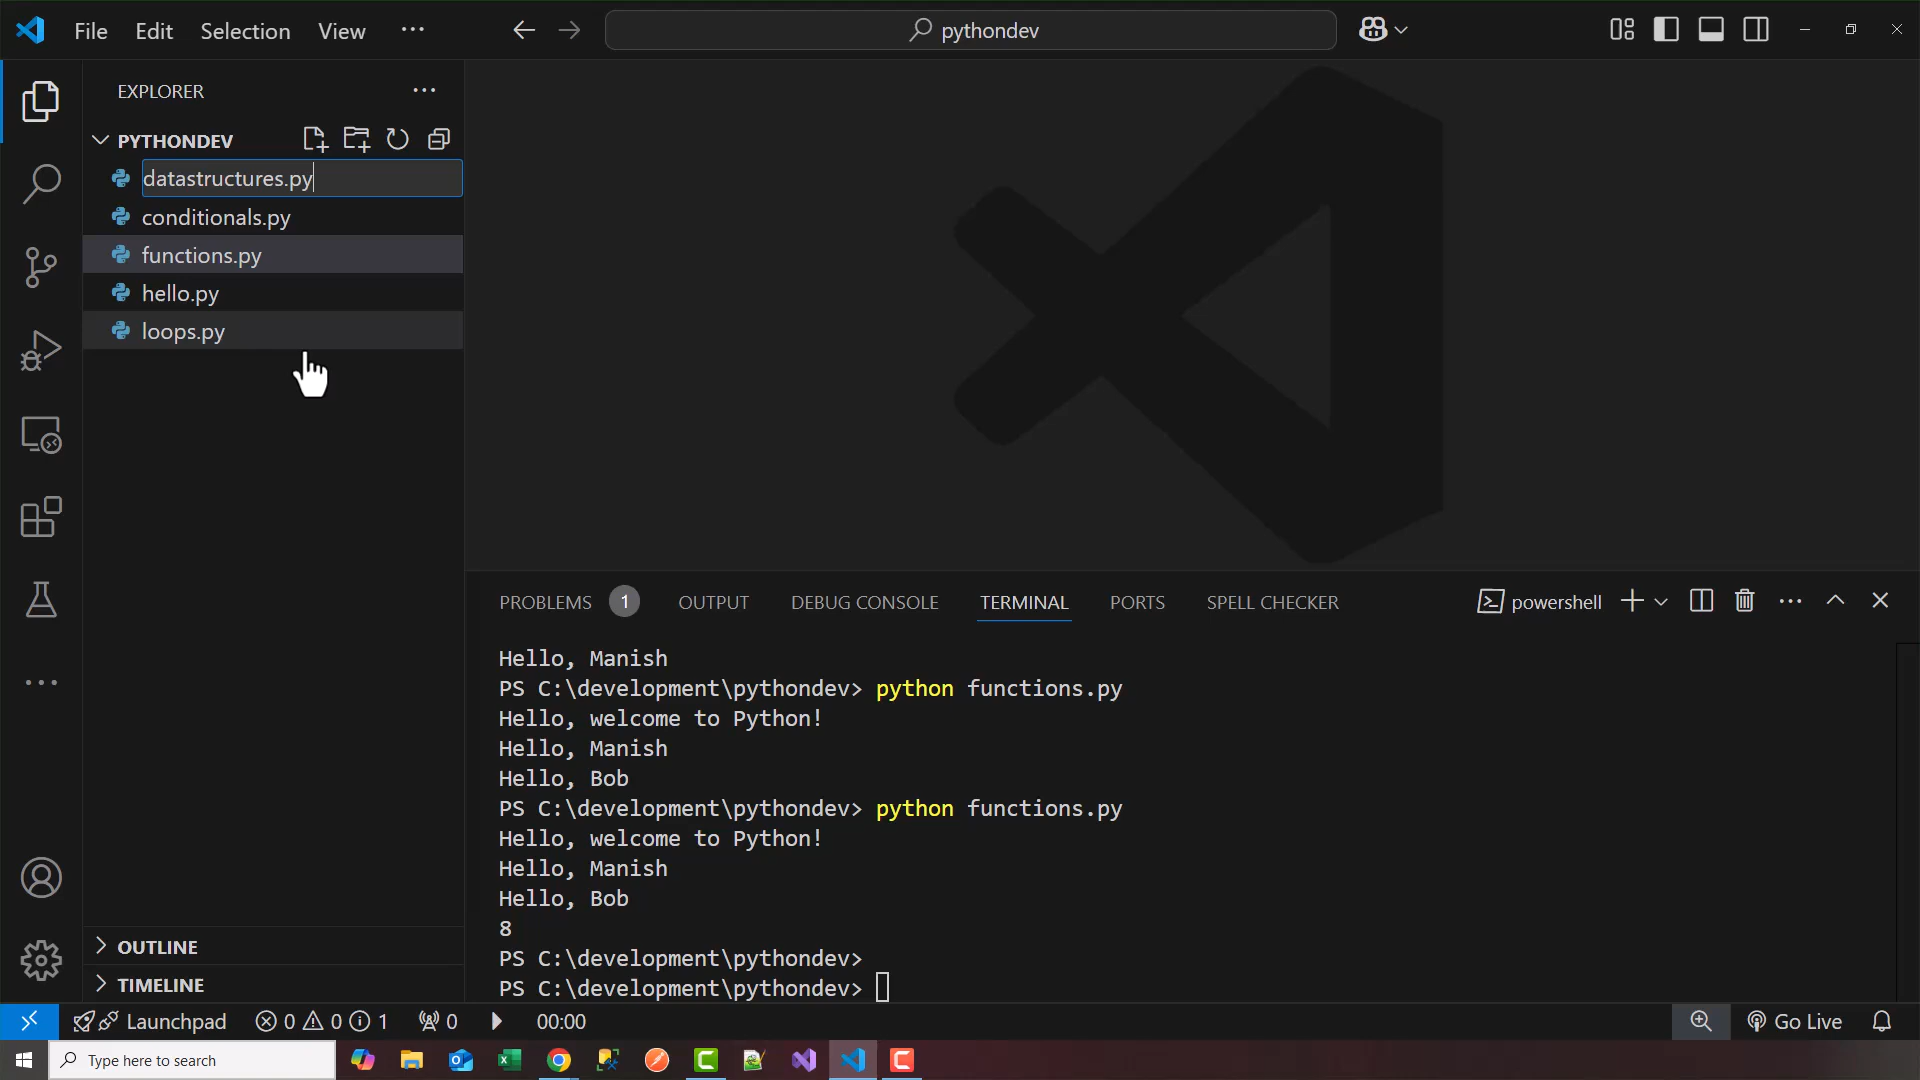 File Edit Selection View ··· pythondev
EXPLORER ···
PYTHONDEV
datastructures.py
conditionals.py
functions.py
hello.py
loops.py
OUTLINE
TIMELINE
PROBLEMS 1 OUTPUT DEBUG CONSOLE TERMINAL PORTS SPELL CHECKER powershell
Hello, Manish
PS C:\development\pythondev> python functions.py
Hello, welcome to Python!
Hello, Manish
Hello, Bob
PS C:\development\pythondev> python functions.py
Hello, welcome to Python!
Hello, Manish
Hello, Bob
8
PS C:\development\pythondev>
PS C:\development\pythondev>
Launchpad 0 0 1 0 00:00 Go Live
Type here to search